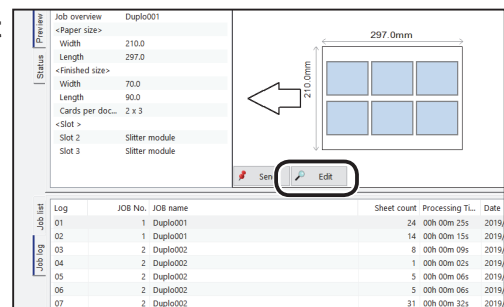 Preview
Status
Job overview Duplo001
<Paper size>
Width 210.0
Length 297.0
<Finished size>
Width 70.0
Length 90.0
Cards per doc... 2 x 3
<Slot >
Slot 2 Slitter module
Slot 3 Slitter module
297.0mm
210.0mm
Edit
Job list
Job log
Log JOB No. JOB name Sheet count Processing Ti... Date
01 1 Duplo001 24 00h 00m 25s 2019/
02 1 Duplo001 14 00h 00m 15s 2019/
03 2 Duplo002 8 00h 00m 09s 2019/
04 2 Duplo002 1 00h 00m 02s 2019/
05 2 Duplo002 5 00h 00m 06s 2019/
06 2 Duplo002 5 00h 00m 06s 2019/
07 2 Duplo002 31 00h 00m 32s 2019/